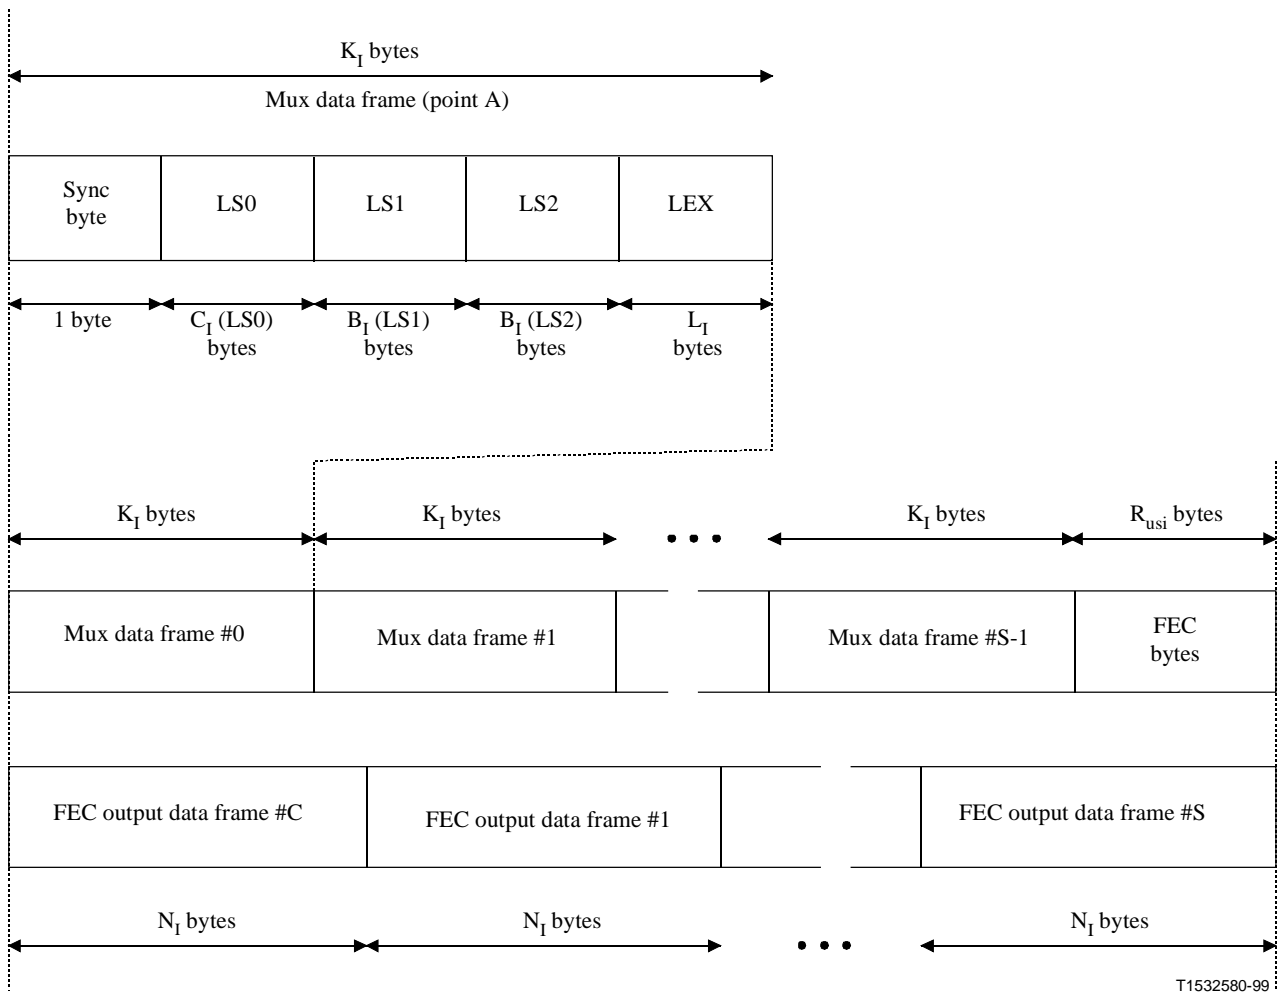 K_I bytes
Mux data frame (point A)
Sync
byte
LS0
LS1
LS2
LEX
1 byte
C_I (LS0)
bytes
B_I (LS1)
bytes
B_I (LS2)
bytes
L_I
bytes
K_I bytes
K_I bytes
• • •
K_I bytes
R_usi bytes
Mux data frame #0
Mux data frame #1
Mux data frame #S-1
FEC
bytes
FEC output data frame #C
FEC output data frame #1
FEC output data frame #S
N_I bytes
N_I bytes
• • •
N_I bytes
T1532580-99